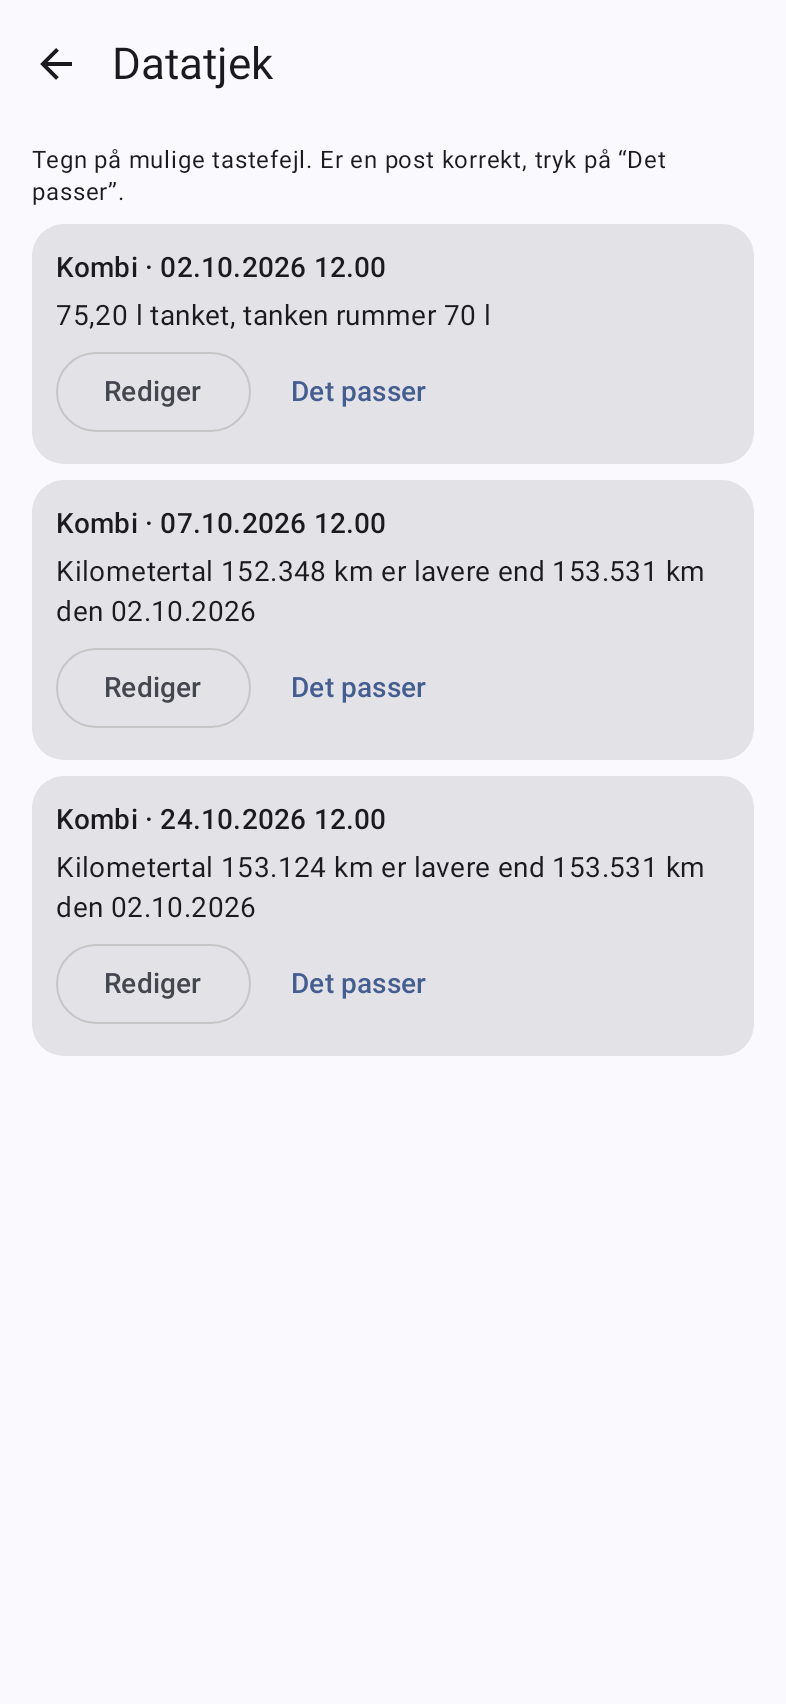 Datatjek
Tegn på mulige tastefejl. Er en post korrekt, tryk på “Det
passer”.
Kombi · 02.10.2026 12.00
75,20 l tanket, tanken rummer 70 l
Rediger
Det passer
Kombi · 07.10.2026 12.00
Kilometertal 152.348 km er lavere end 153.531 km
den 02.10.2026
Rediger
Det passer
Kombi · 24.10.2026 12.00
Kilometertal 153.124 km er lavere end 153.531 km
den 02.10.2026
Rediger
Det passer